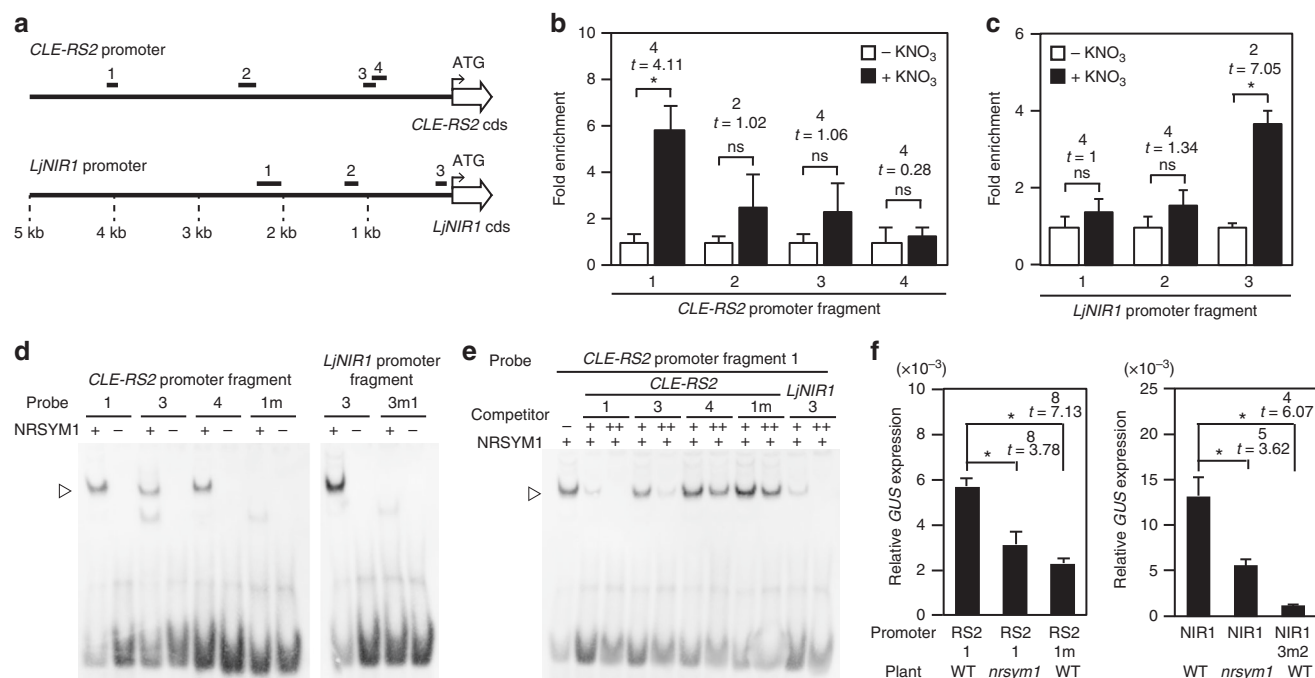 a
CLE-RS2 promoter
1 2 3 4 ATG
CLE-RS2 cds
LjNIR1 promoter
1 2 3 ATG
LjNIR1 cds
5 kb 4 kb 3 kb 2 kb 1 kb
b
Fold enrichment
10
8
6
4
2
0
– KNO3
+ KNO3
4
t = 4.11
*
2
t = 1.02
ns
4
t = 1.06
ns
4
t = 0.28
ns
1 2 3 4
CLE-RS2 promoter fragment
c
Fold enrichment
6
4
2
0
– KNO3
+ KNO3
4
t = 1
ns
4
t = 1.34
ns
2
t = 7.05
*
1 2 3
LjNIR1 promoter fragment
d
CLE-RS2 promoter fragment
LjNIR1 promoter
fragment
Probe 1 3 4 1m 3 3m1
NRSYM1 + – + – + – + – + – + –
e
Probe CLE-RS2 promoter fragment 1
CLE-RS2 LjNIR1
Competitor 1 3 4 1m 3
– + ++ + ++ + ++ + ++ + ++
NRSYM1 + + + + + + + + + + +
f
(×10–3)
Relative GUS expression
10
8
6
4
2
0
8
* t = 7.13
8
* t = 3.78
Promoter RS2 RS2 RS2
1 1 1m
Plant WT nrsym1 WT
(×10–3)
Relative GUS expression
25
20
15
10
5
0
4
* t = 6.07
5
* t = 3.62
NIR1 NIR1 NIR1
3m2
WT nrsym1 WT